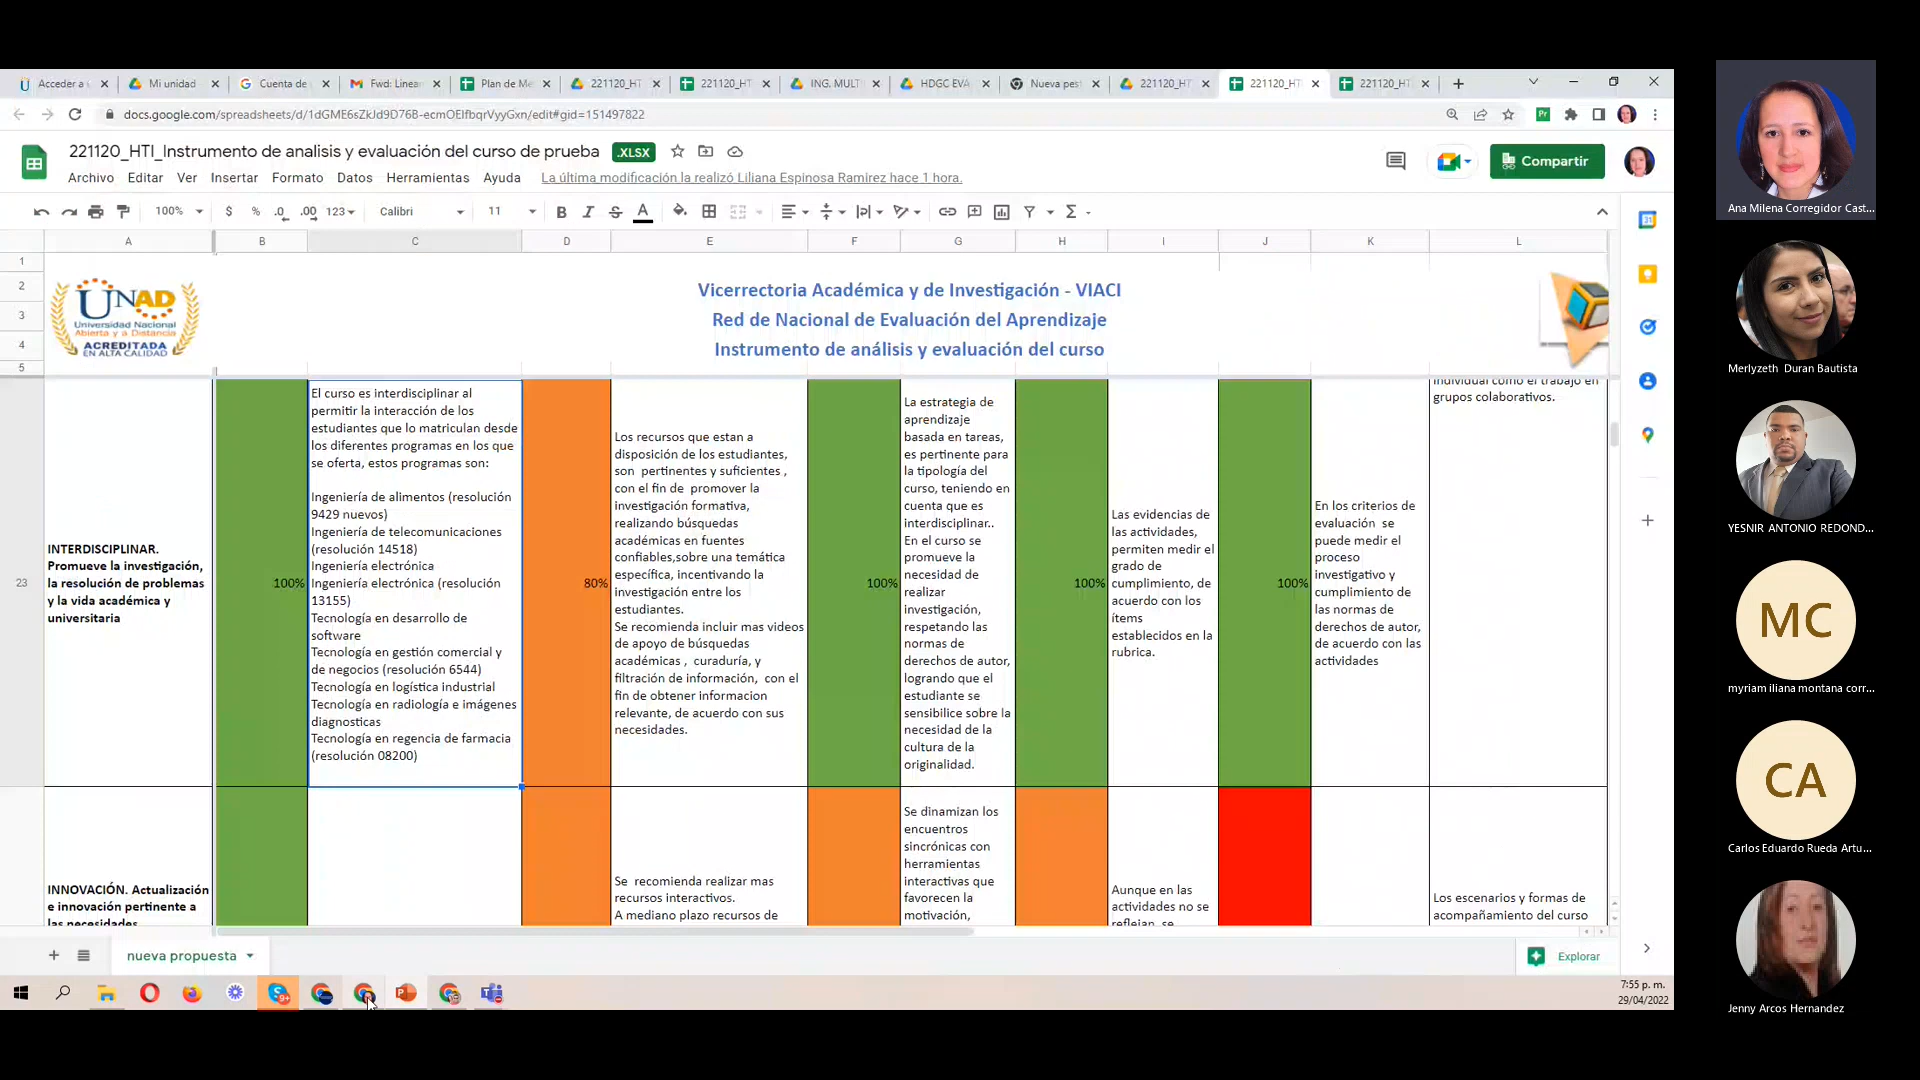 Acceder a
Mi unidad
Cuenta de
Fwd: Linear
Plan de Me
221120_HT
221120_HT
ING. MULT
HDGC EVA
Nueva pest
221120_HT
221120_HT
221120_HT
docs.google.com/spreadsheets/d/
221120_HTI_Instrumento de analisis y evaluación del curso de prueba
.XLSX
Compartir
Archivo
Editar
Ver
Insertar
Formato
Datos
Herramientas
Ayuda
La última modificación la realizó Liliana Espinosa Ramirez hace 1 hora.
100%
$
%
.0
.00
123
Calibri
11
B
I
S
A
A
B
C
D
E
F
G
H
I
J
K
L
1
2
3
4
5
UNAD
Universidad Nacional
Abierta y a Distancia
ACREDITADA
EN ALTA CALIDAD
Vicerrectoria Académica y de Investigación - VIACI
Red de Nacional de Evaluación del Aprendizaje
Instrumento de análisis y evaluación del curso
23
INTERDISCIPLINAR.
Promueve la investigación,
la resolución de problemas
y la vida académica y
universitaria
100%
El curso es interdisciplinar al
permitir la interacción de los
estudiantes que lo matriculan desde
los diferentes programas en los que
se oferta, estos programas son:
Ingeniería de alimentos (resolución
9429 nuevos)
Ingeniería de telecomunicaciones
(resolución 14518)
Ingeniería electrónica
Ingeniería electrónica (resolución
13155)
Tecnología en desarrollo de
software
Tecnología en gestión comercial y
de negocios (resolución 6544)
Tecnología en logística industrial
Tecnología en radiología e imágenes
diagnosticas
Tecnología en regencia de farmacia
(resolución 08200)
80%
Los recursos que estan a
disposición de los estudiantes,
son  pertinentes y suficientes ,
con el fin de  promover la
investigación formativa,
realizando búsquedas
académicas en fuentes
confiables,sobre una temática
específica, incentivando la
investigación entre los
estudiantes.
Se recomienda incluir mas videos
de apoyo de búsquedas
académicas ,  curaduría, y
filtración de información,  con el
fin de obtener informacion
relevante, de acuerdo con sus
necesidades.
100%
La estrategia de
aprendizaje
basada en tareas,
es pertinente para
la tipología del
curso, teniendo en
cuenta que es
interdisciplinar..
En el curso se
promueve la
necesidad de
realizar
investigación,
respetando las
normas de
derechos de autor,
logrando que el
estudiante se
sensibilice sobre la
necesidad de la
cultura de la
originalidad.
100%
Las evidencias de
las actividades,
permiten medir el
grado de
cumplimiento, de
acuerdo con los
ítems
establecidos en la
rubrica.
100%
En los criterios de
evaluación  se
puede medir el
proceso
investigativo y
cumplimiento de
las normas de
derechos de autor,
de acuerdo con las
actividades
individual como el trabajo en
grupos colaborativos.
INNOVACIÓN. Actualización
e innovación pertinente a
las necesidades
Se  recomienda realizar mas
recursos interactivos.
A mediano plazo recursos de
Se dinamizan los
encuentros
sincrónicas con
herramientas
interactivas que
favorecen la
motivación,
Aunque en las
actividades no se
reflejan, se
Los escenarios y formas de
acompañamiento del curso
nueva propuesta
Explorar
7:55 p. m.
29/04/2022
Ana Milena Corregidor Cast...
Merlyzeth Duran Bautista
YESNIR ANTONIO REDOND...
MC
myriam iliana montana corr...
CA
Carlos Eduardo Rueda Artu...
Jenny Arcos Hernandez